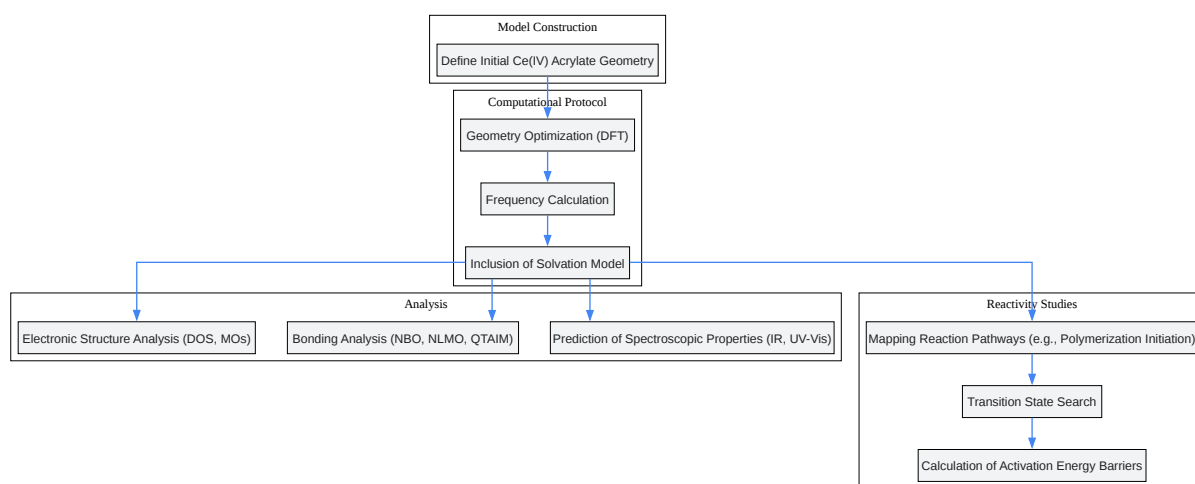 Model Construction
Define Initial Ce(IV) Acrylate Geometry
Computational Protocol
Geometry Optimization (DFT)
Frequency Calculation
Inclusion of Solvation Model
Analysis
Electronic Structure Analysis (DOS, MOs)
Bonding Analysis (NBO, NLMO, QTAIM)
Prediction of Spectroscopic Properties (IR, UV-Vis)
Reactivity Studies
Mapping Reaction Pathways (e.g., Polymerization Initiation)
Transition State Search
Calculation of Activation Energy Barriers